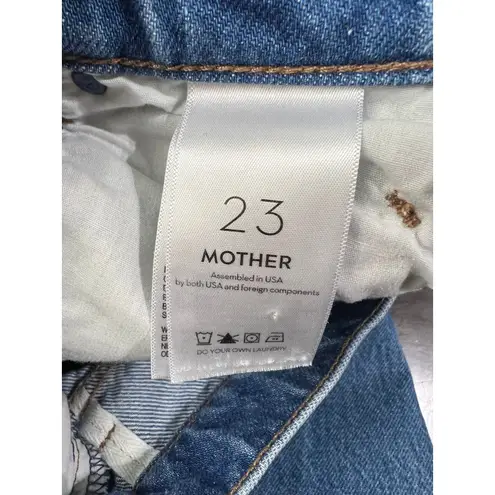 23
MOTHER
Assembled in USA
by both USA and foreign components
DO YOUR OWN LAUNDRY